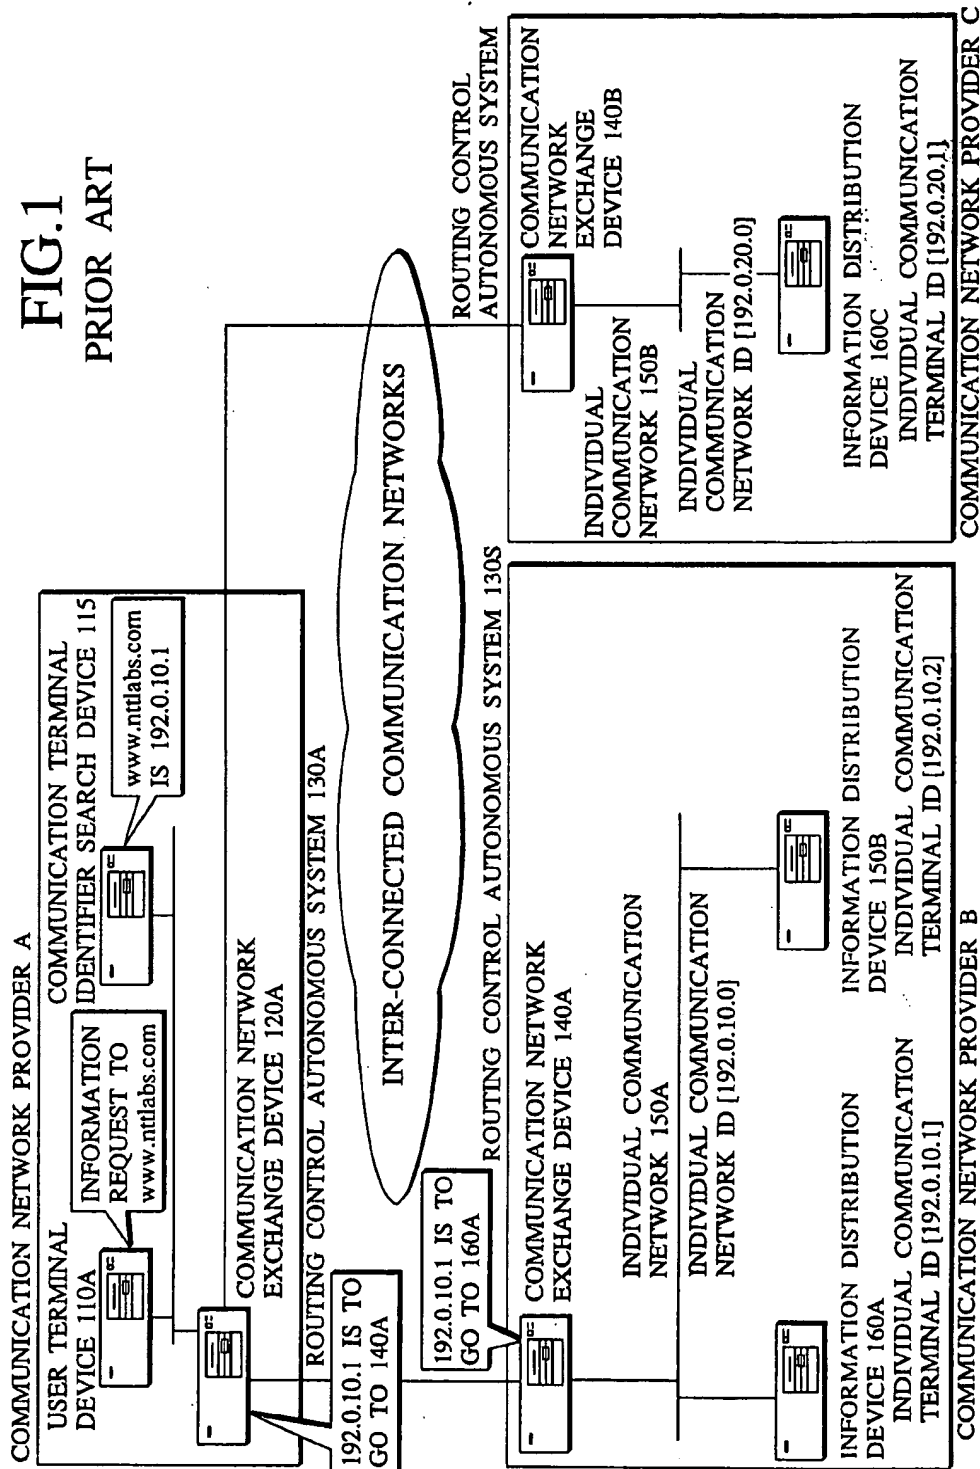 FIG.1
PRIOR ART
COMMUNICATION NETWORK PROVIDER A
USER TERMINAL
DEVICE 110A
INFORMATION
REQUEST TO
www.nttlabs.com
COMMUNICATION TERMINAL
IDENTIFIER SEARCH DEVICE 115
www.nttlabs.com
IS 192.0.10.1
COMMUNICATION NETWORK
EXCHANGE DEVICE 120A
ROUTING CONTROL AUTONOMOUS SYSTEM 130A
192.0.10.1 IS TO
GO TO 140A
INTER-CONNECTED COMMUNICATION NETWORKS
192.0.10.1 IS TO
GO TO 160A
ROUTING CONTROL AUTONOMOUS SYSTEM 130S
COMMUNICATION NETWORK
EXCHANGE DEVICE 140A
INDIVIDUAL COMMUNICATION
NETWORK 150A
INDIVIDUAL COMMUNICATION
NETWORK ID [192.0.10.0]
INFORMATION DISTRIBUTION
DEVICE 160A
INDIVIDUAL COMMUNICATION
TERMINAL ID [192.0.10.1]
INFORMATION DISTRIBUTION
DEVICE 150B
INDIVIDUAL COMMUNICATION
TERMINAL ID [192.0.10.2]
COMMUNICATION NETWORK PROVIDER B
ROUTING CONTROL
AUTONOMOUS SYSTEM
COMMUNICATION
NETWORK
EXCHANGE
DEVICE 140B
INDIVIDUAL
COMMUNICATION
NETWORK 150B
INDIVIDUAL
COMMUNICATION
NETWORK ID [192.0.20.0]
INFORMATION DISTRIBUTION
DEVICE 160C
INDIVIDUAL COMMUNICATION
TERMINAL ID [192.0.20.1]
COMMUNICATION NETWORK PROVIDER C